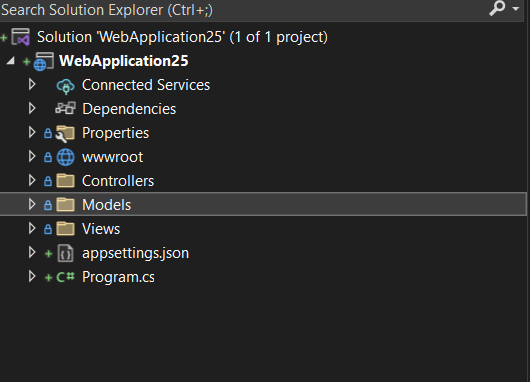 Search Solution Explorer (Ctrl+;)
Solution 'WebApplication25' (1 of 1 project)
WebApplication25
Connected Services
Dependencies
Properties
wwwroot
Controllers
Models
Views
appsettings.json
C# Program.cs